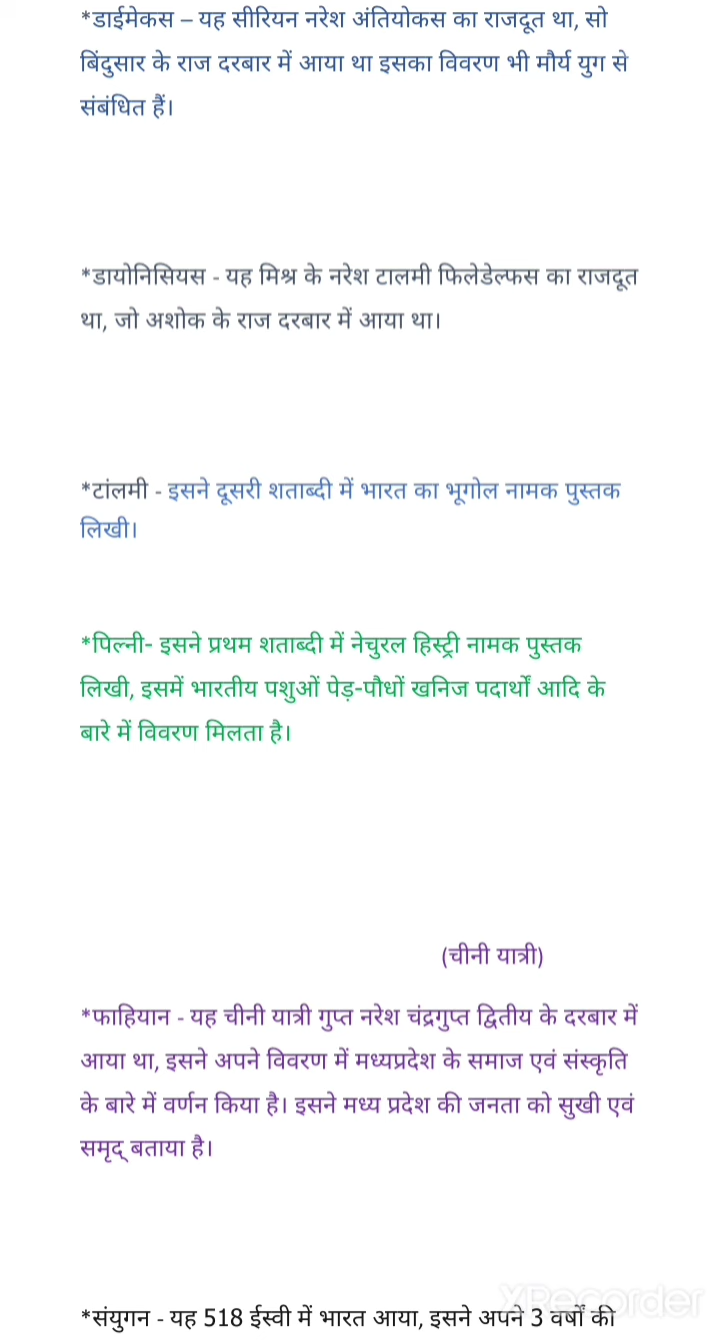 *डाईमेकस – यह सीरियन नरेश अंतियोकस का राजदूत था, सो
बिंदुसार के राज दरबार में आया था इसका विवरण भी मौर्य युग से
संबंधित हैं।
*डायोनिसियस - यह मिश्र के नरेश टालमी फिलेडेल्फस का राजदूत
था, जो अशोक के राज दरबार में आया था।
*टांलमी - इसने दूसरी शताब्दी में भारत का भूगोल नामक पुस्तक
लिखी।
*पिल्नी- इसने प्रथम शताब्दी में नेचुरल हिस्ट्री नामक पुस्तक
लिखी, इसमें भारतीय पशुओं पेड़-पौधों खनिज पदार्थों आदि के
बारे में विवरण मिलता है।
(चीनी यात्री)
*फाहियान - यह चीनी यात्री गुप्त नरेश चंद्रगुप्त द्वितीय के दरबार में
आया था, इसने अपने विवरण में मध्यप्रदेश के समाज एवं संस्कृति
के बारे में वर्णन किया है। इसने मध्य प्रदेश की जनता को सुखी एवं
समृद् बताया है।
XRecorder
*संयुगन - यह 518 ईस्वी में भारत आया, इसने अपने 3 वर्षों की